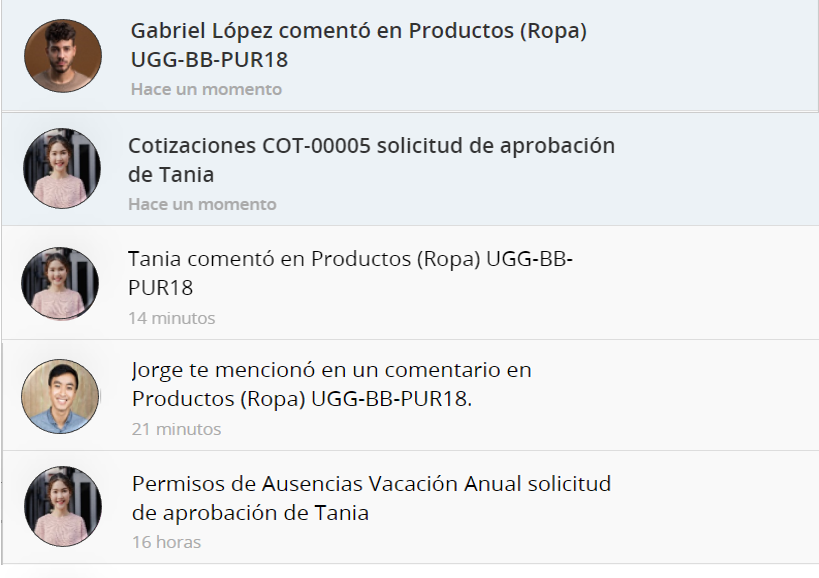 Gabriel López comentó en Productos (Ropa)
UGG-BB-PUR18
Hace un momento
Cotizaciones COT-00005 solicitud de aprobación
de Tania
Hace un momento
Tania comentó en Productos (Ropa) UGG-BB-
PUR18
14 minutos
Jorge te mencionó en un comentario en
Productos (Ropa) UGG-BB-PUR18.
21 minutos
Permisos de Ausencias Vacación Anual solicitud
de aprobación de Tania
16 horas